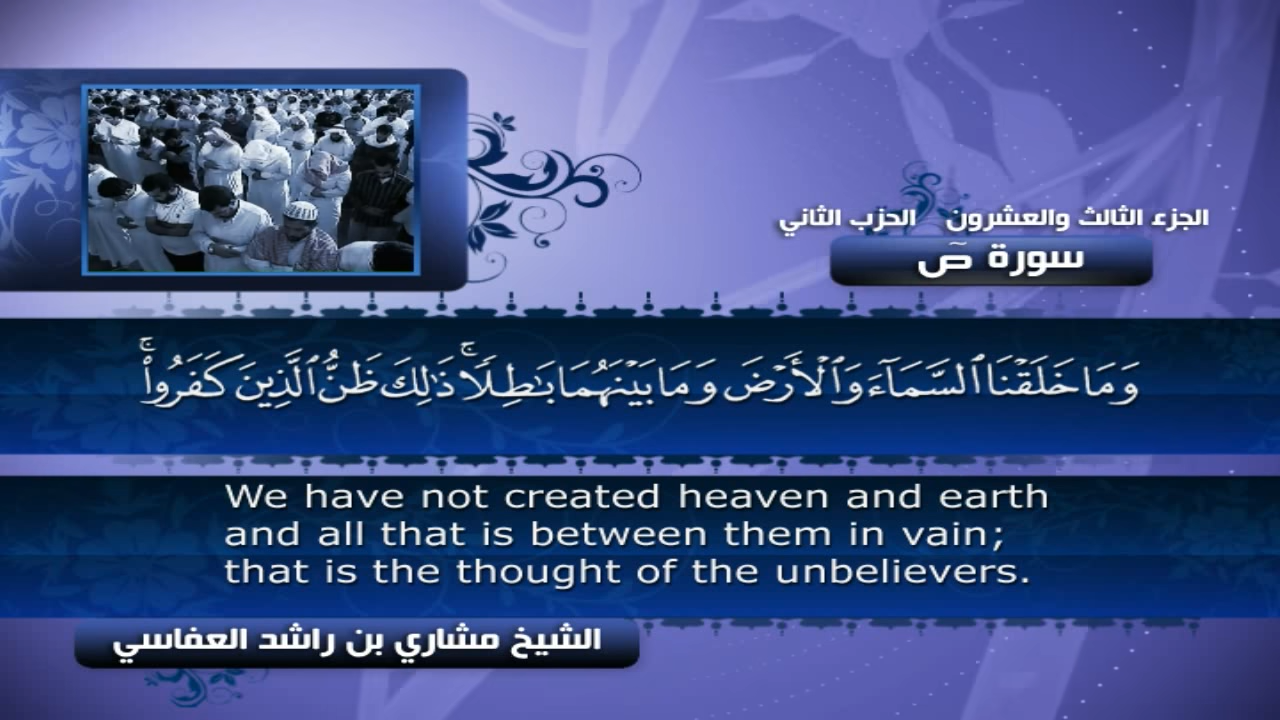 الجزء الثالث والعشرون الحزب الثاني
سورة صٓ
وَمَا خَلَقْنَا ٱلسَّمَآءَ وَٱلْأَرْضَ وَمَا بَيْنَهُمَا بَـٰطِلًا ۚ ذَٰلِكَ ظَنُّ ٱلَّذِينَ كَفَرُوا۟ ۚ
We have not created heaven and earth
and all that is between them in vain;
that is the thought of the unbelievers.
الشيخ مشاري بن راشد العفاسي